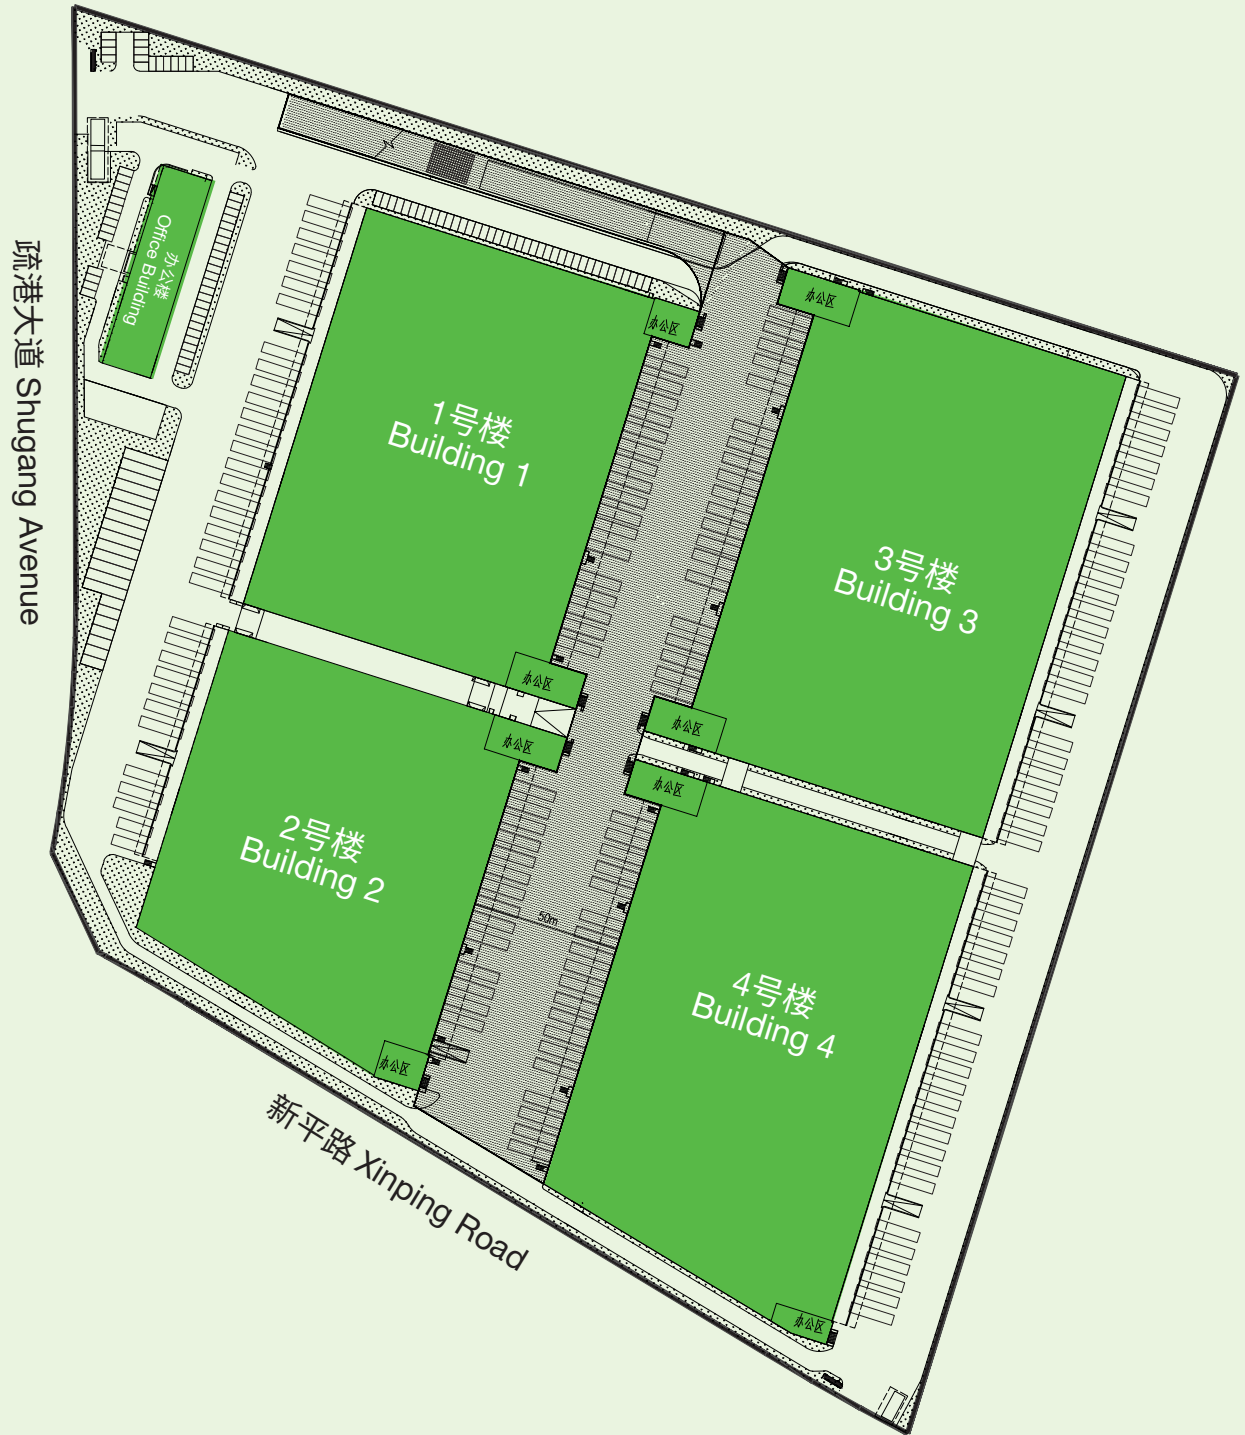 办公楼
Office Building
疏港大道 Shugang Avenue
办公区
办公区
1号楼
Building 1
3号楼
Building 3
办公区
办公区
办公区
办公区
2号楼
Building 2
50m
4号楼
Building 4
办公区
新平路 Xinping Road
办公区